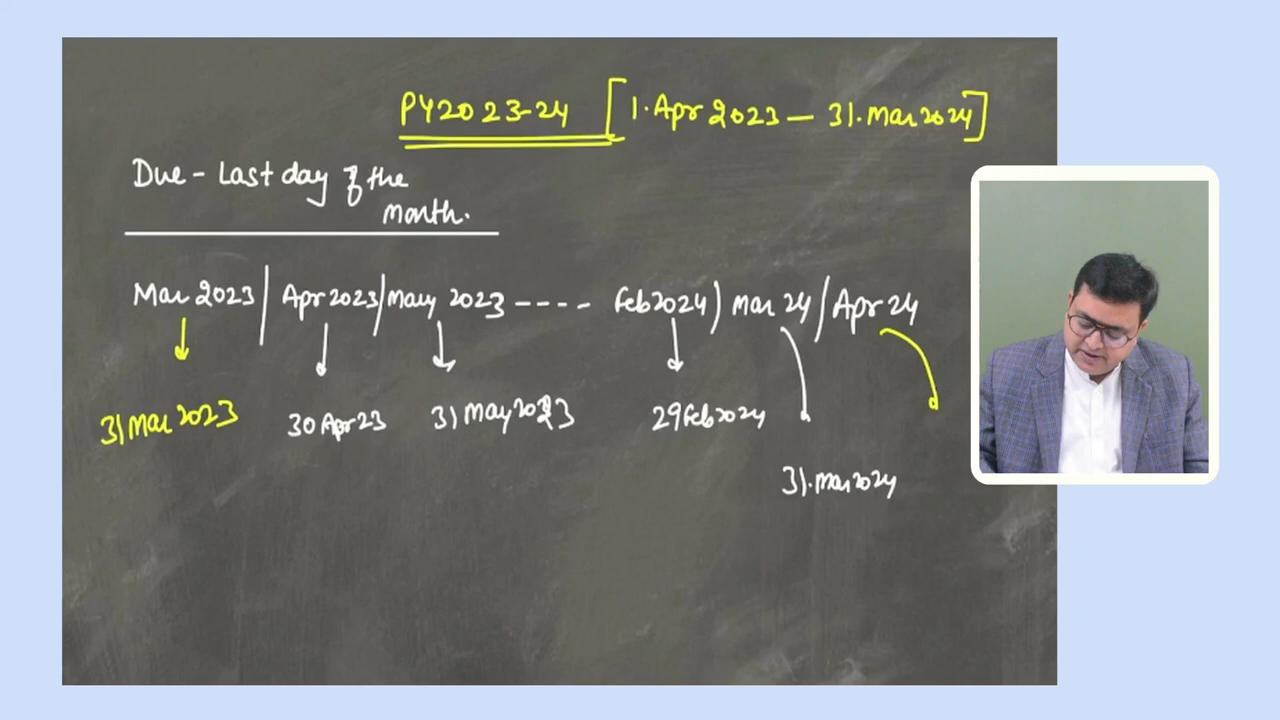 PY2023-24 [1.Apr 2023 — 31.Mar 2024]
Due - Last day of the
month.
Mar 2023 | Apr 2023 / May 2023 ---- Feb 2024 ) Mar 24 / Apr 24
31 Mar 2023 30 Apr 23 31 May 2023 29 Feb 2024
31.Mar 2024